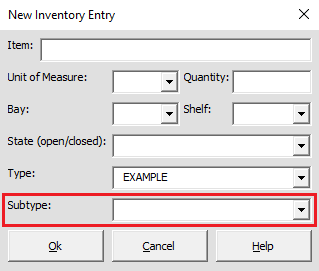 New Inventory Entry
Item:
Unit of Measure: Quantity:
Bay: Shelf:
State (open/closed):
Type: EXAMPLE
Subtype:
Ok Cancel Help